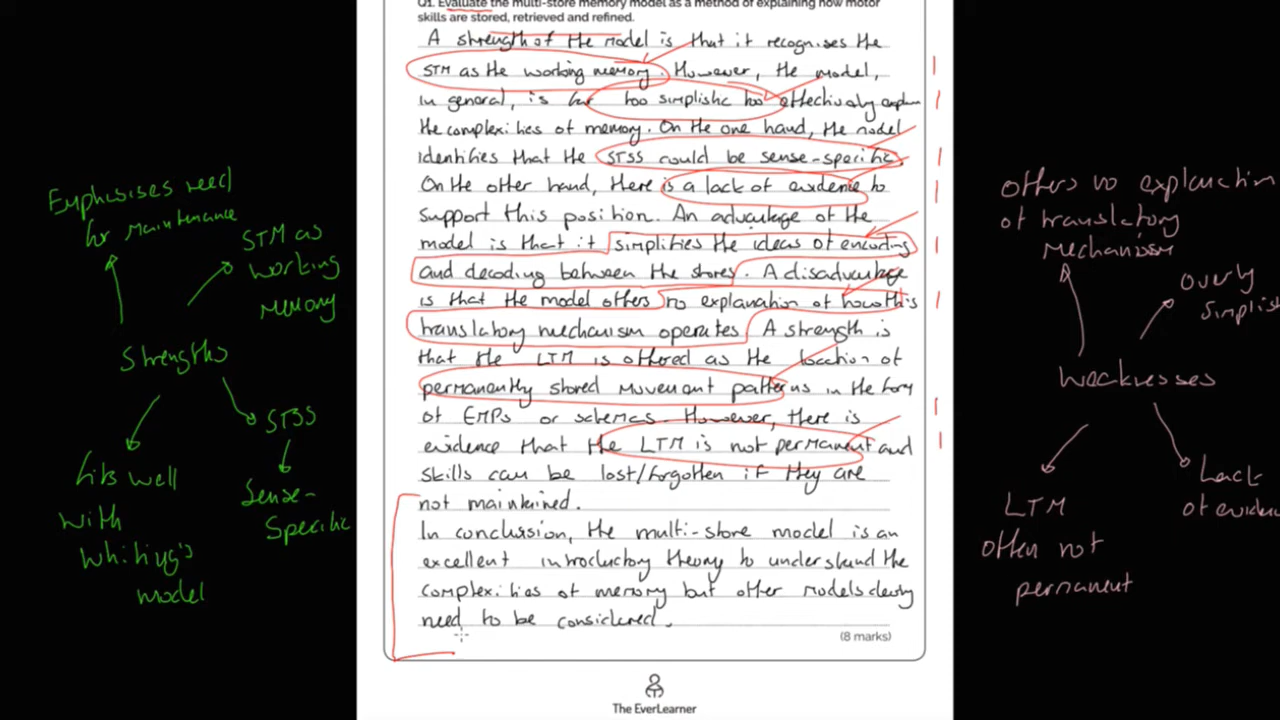 Q1. Evaluate the multi-store memory model as a method of explaining how motor
skills are stored, retrieved and refined.
A strength of the model is that it recognises the
STM as the working memory. However, the model,
in general, is far too simplistic too effectively explain
the complexities of memory. On the one hand, the model
identifies that the STSS could be sense-specific.
On the other hand, there is a lack of evidence to
support this position. An advantage of the
model is that it simplifies the ideas of encoding
and decoding between the stores. A disadvantage
is that the model offers no explanation of how this
translatory mechanism operates. A strength is
that the LTM is offered as the location of
permanently stored movement patterns in the form
of EMPs or schemas. However, there is
evidence that the LTM is not permanent and
skills can be lost/forgotten if they are
not maintained.
In conclusion, the multi-store model is an
excellent introductory theory to understand the
complexities of memory but other models clearly
need to be considered.
(8 marks)
The EverLearner
Emphasises need
for maintenance
STM as
working
memory
Strengths
STSS
Sense-
Specific
fits well
with
Whiting's
model
Offers no explanation
of translatory
mechanism
Overly
Simplist
Weaknesses
Lack
of eviden
LTM
often not
permanent